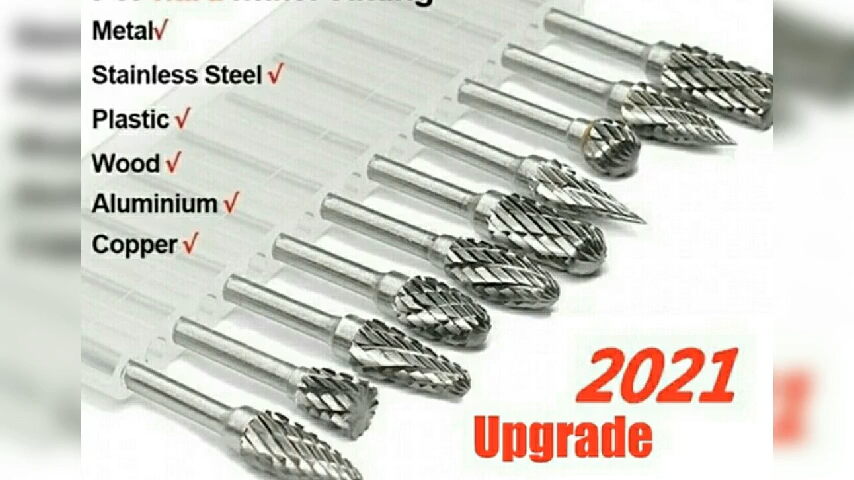 Metal√
Stainless Steel √
Plastic √
Wood √
Aluminium √
Copper √
2021
Upgrade